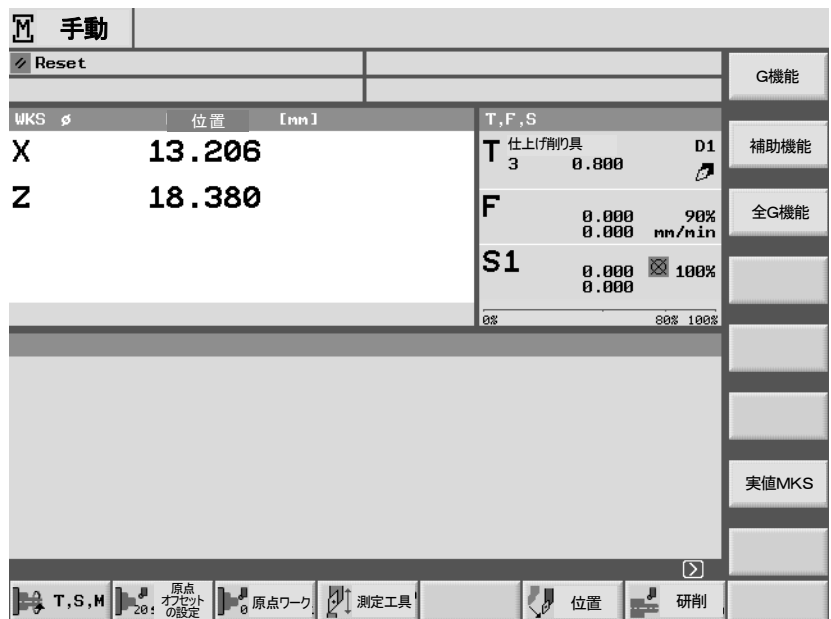 M 手動
Reset
G機能
WKS ø 位置 [mm]
T,F,S
X 13.206
Z 18.380
T 仕上げ削り具 D1
3 0.800
F 0.000 90%
0.000 mm/min
S1 0.000 100%
0.000
0% 80% 100%
補助機能
全G機能
実値MKS
T,S,M
原点
20: オフセット
の設定
0 原点ワーク
測定工具
位置
研削